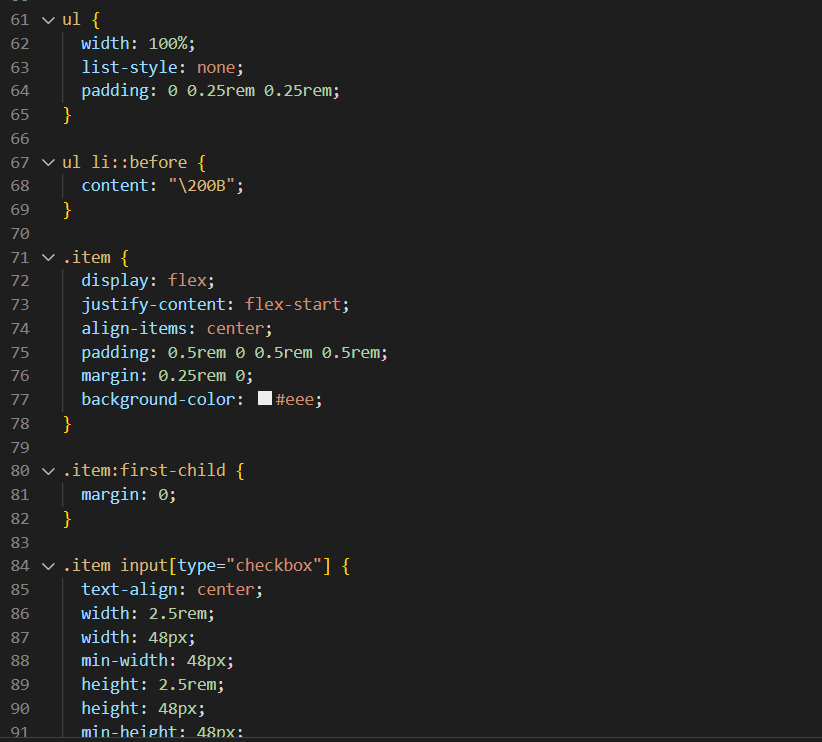 61 ul {
62 width: 100%;
63 list-style: none;
64 padding: 0 0.25rem 0.25rem;
65 }
66
67 ul li::before {
68 content: "\200B";
69 }
70
71 .item {
72 display: flex;
73 justify-content: flex-start;
74 align-items: center;
75 padding: 0.5rem 0 0.5rem 0.5rem;
76 margin: 0.25rem 0;
77 background-color: #eee;
78 }
79
80 .item:first-child {
81 margin: 0;
82 }
83
84 .item input[type="checkbox"] {
85 text-align: center;
86 width: 2.5rem;
87 width: 48px;
88 min-width: 48px;
89 height: 2.5rem;
90 height: 48px;
91 min-height: 48px;